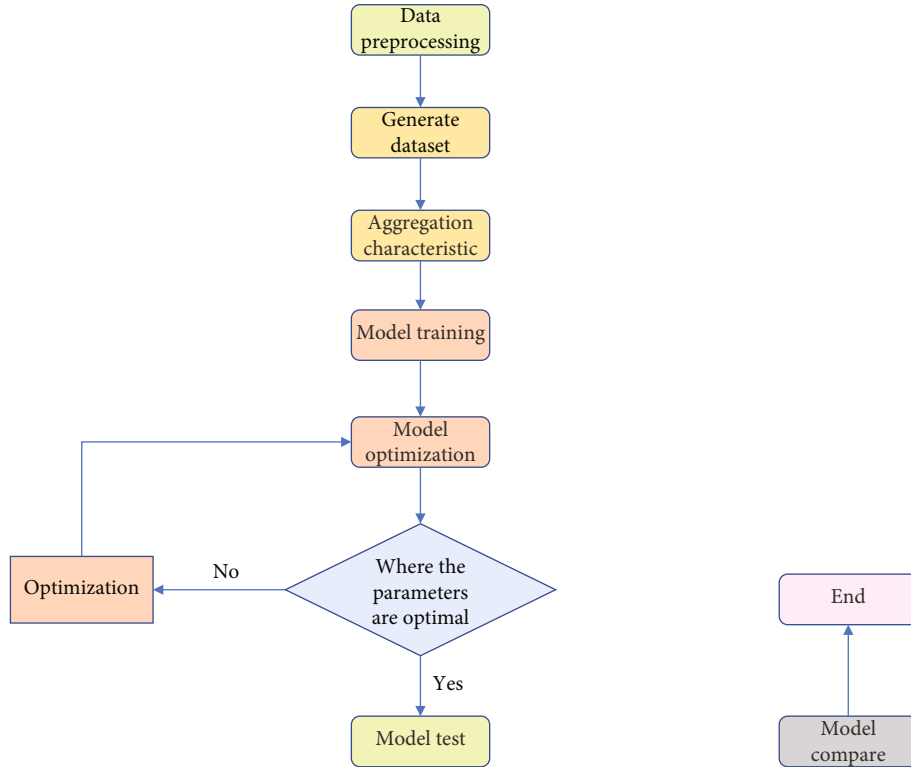 Data
preprocessing
Generate
dataset
Aggregation
characteristic
Model training
Model
optimization
Optimization
No
Where the
parameters
are optimal
Yes
Model test
End
Model
compare